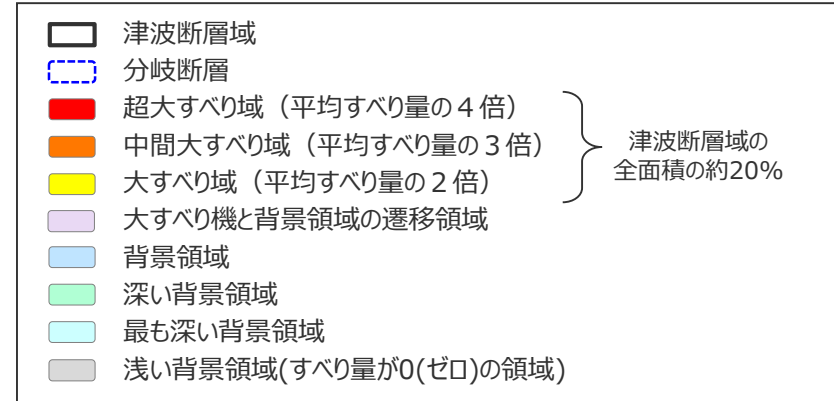 津波断層域
分岐断層
超大すべり域（平均すべり量の４倍）
中間大すべり域（平均すべり量の３倍）
大すべり域（平均すべり量の２倍）
津波断層域の
全面積の約20%
大すべり機と背景領域の遷移領域
背景領域
深い背景領域
最も深い背景領域
浅い背景領域(すべり量が0(ゼロ)の領域)